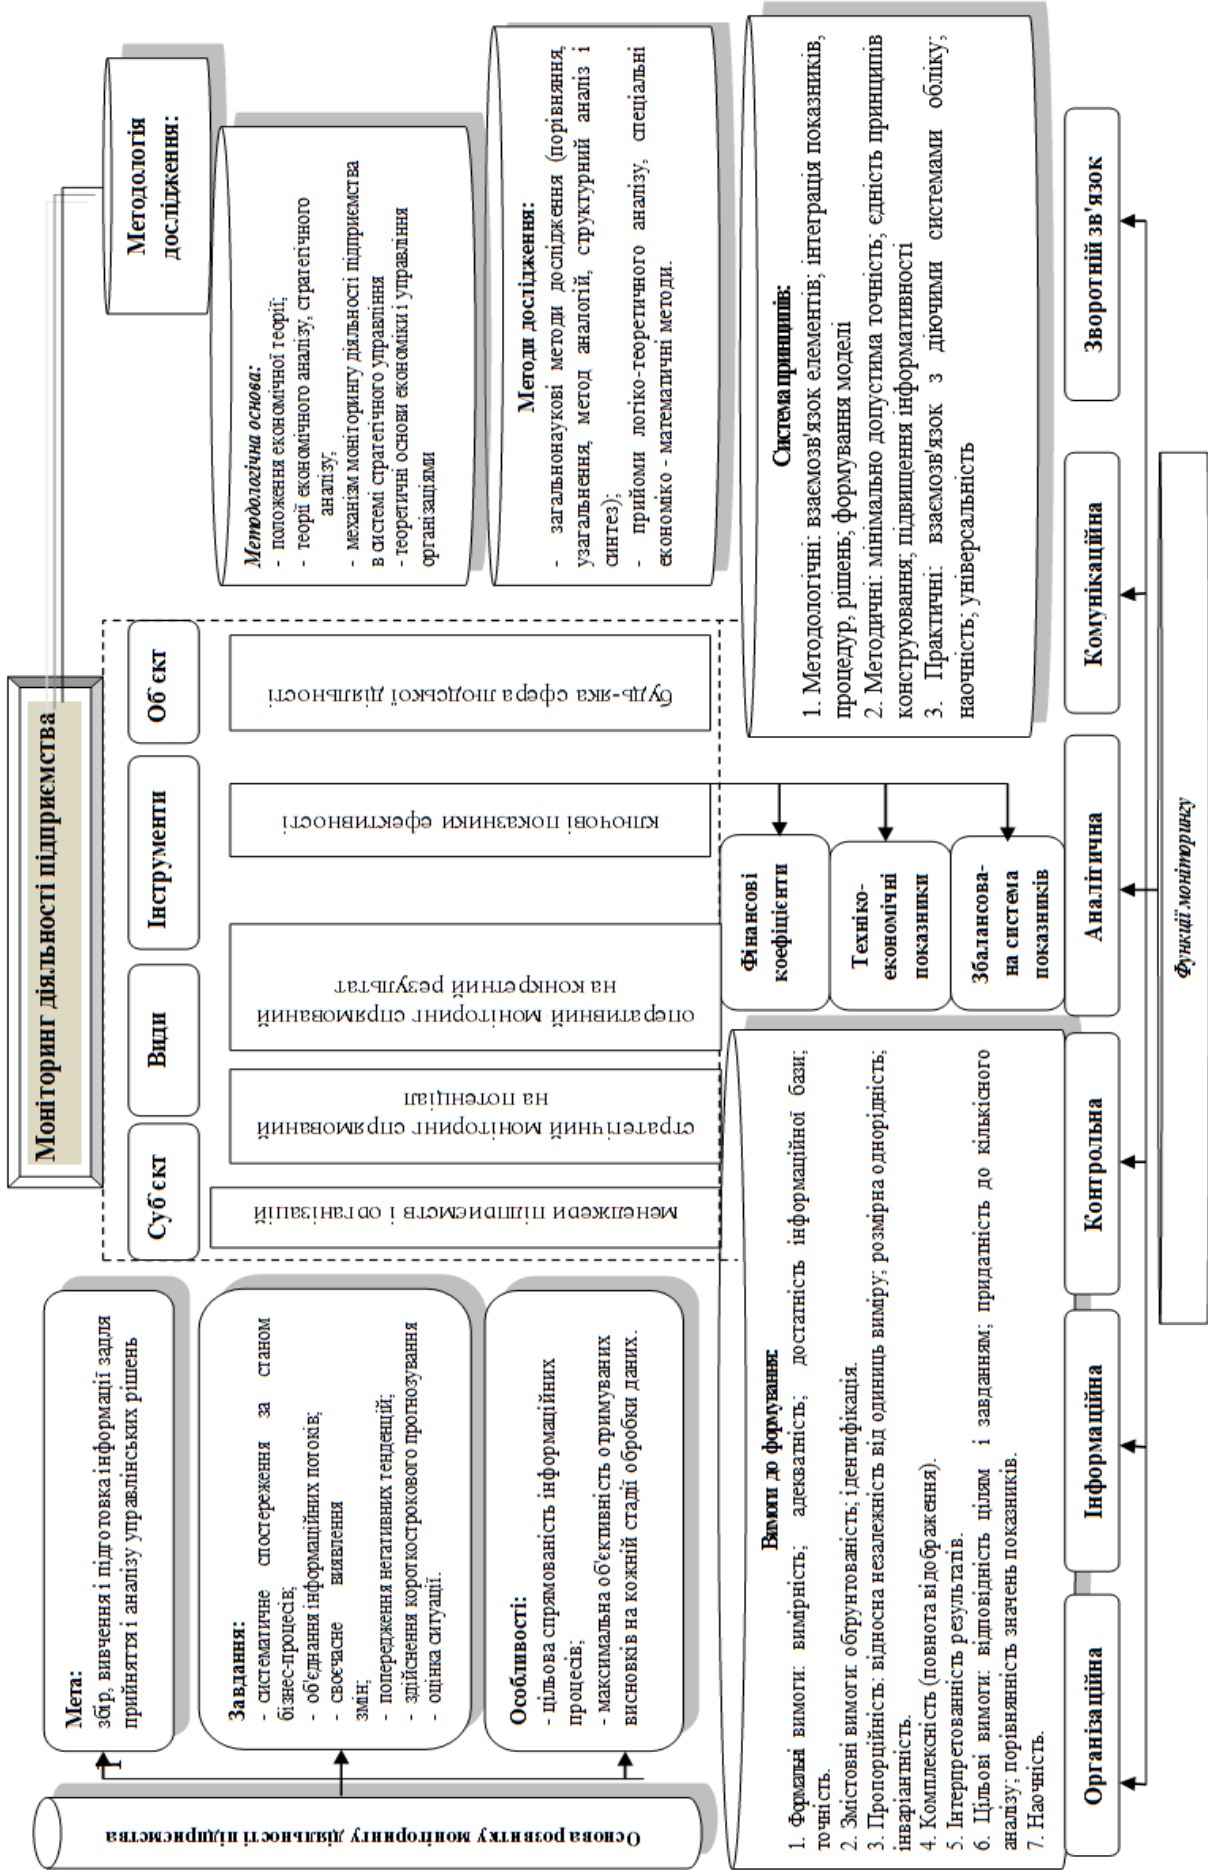 Моніторинг діяльності підприємства
Основа розвитку моніторингу діяльності підприємства
Мета:
збір, вивчення і підготовка інформації задля
прийняття і аналізу управлінських рішень
Завдання:
- систематичне спостереження за станом
бізнес-процесів;
- об'єднання інформаційних потоків;
- своєчасне виявлення
змін;
- попередження негативних тенденцій;
- здійснення короткострокового прогнозування
- оцінка ситуації.
Особливості:
- цільова спрямованість інформаційних
процесів;
- максимальна об'єктивність отримуваних
висновків на кожній стадії обробки даних.
Суб'єкт
Види
Інструменти
Об'єкт
менеджери підприємств і організацій
стратегічний моніторинг спрямований
на потенціал
оперативний моніторинг спрямований
на конкретний результат
ключові показники ефективності
будь-яка сфера людської діяльності
Фінансові
коефіцієнти
Техніко-
економічні
показники
Збалансова-
на система
показників
Методологія
дослідження:
Методологічна основа:
- положення економічної теорії;
- теорії економічного аналізу, стратегічного
аналізу;
- механізм моніторингу діяльності підприємства
в системі стратегічного управління
- теоретичні основи економіки і управління
організаціями
Методи дослідження:
- загальнонаукові методи дослідження (порівняння,
узагальнення, метод аналогій, структурний аналіз і
синтез);
- прийоми логіко-теоретичного аналізу, спеціальні
економіко - математичні методи.
Система принципів:
1. Методологічні: взаємозв'язок елементів; інтеграція показників,
процедур, рішень, формування моделі
2. Методичні: мінімально допустима точність; єдність принципів
конструювання; підвищення інформативності
3. Практичні: взаємозв'язок з діючими системами обліку;
наочність; універсальність
Вимоги до формування:
1. Формальні вимоги: вимірність; адекватність; достатність інформаційної бази;
точність.
2. Змістовні вимоги: обґрунтованість; ідентифікація.
3. Пропорційність: відносна незалежність від одиниць виміру; розмірна однорідність;
інваріантність.
4. Комплексність (повнота відображення).
5. Інтерпретованість результатів.
6. Цільові вимоги: відповідність цілям і завданням; придатність до кількісного
аналізу; порівнянність значень показників.
7. Наочність.
Організаційна
Інформаційна
Контрольна
Аналітична
Комунікаційна
Зворотній зв'язок
Функції моніторингу